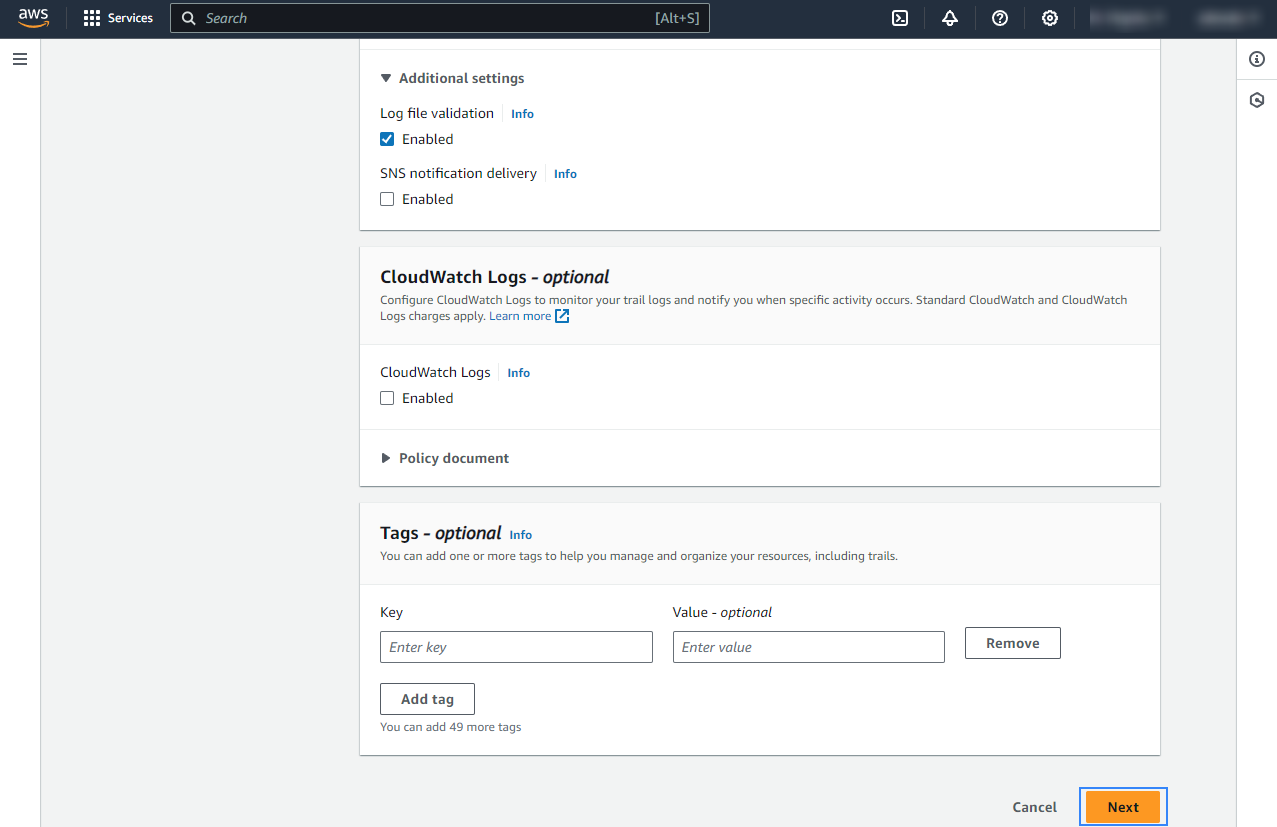 aws Services Search [Alt+S]
Additional settings
Log file validation Info
Enabled
SNS notification delivery Info
Enabled
CloudWatch Logs - optional
Configure CloudWatch Logs to monitor your trail logs and notify you when specific activity occurs. Standard CloudWatch and CloudWatch
Logs charges apply. Learn more
CloudWatch Logs Info
Enabled
Policy document
Tags - optional Info
You can add one or more tags to help you manage and organize your resources, including trails.
Key Value - optional
Enter key Enter value Remove
Add tag
You can add 49 more tags
Cancel Next